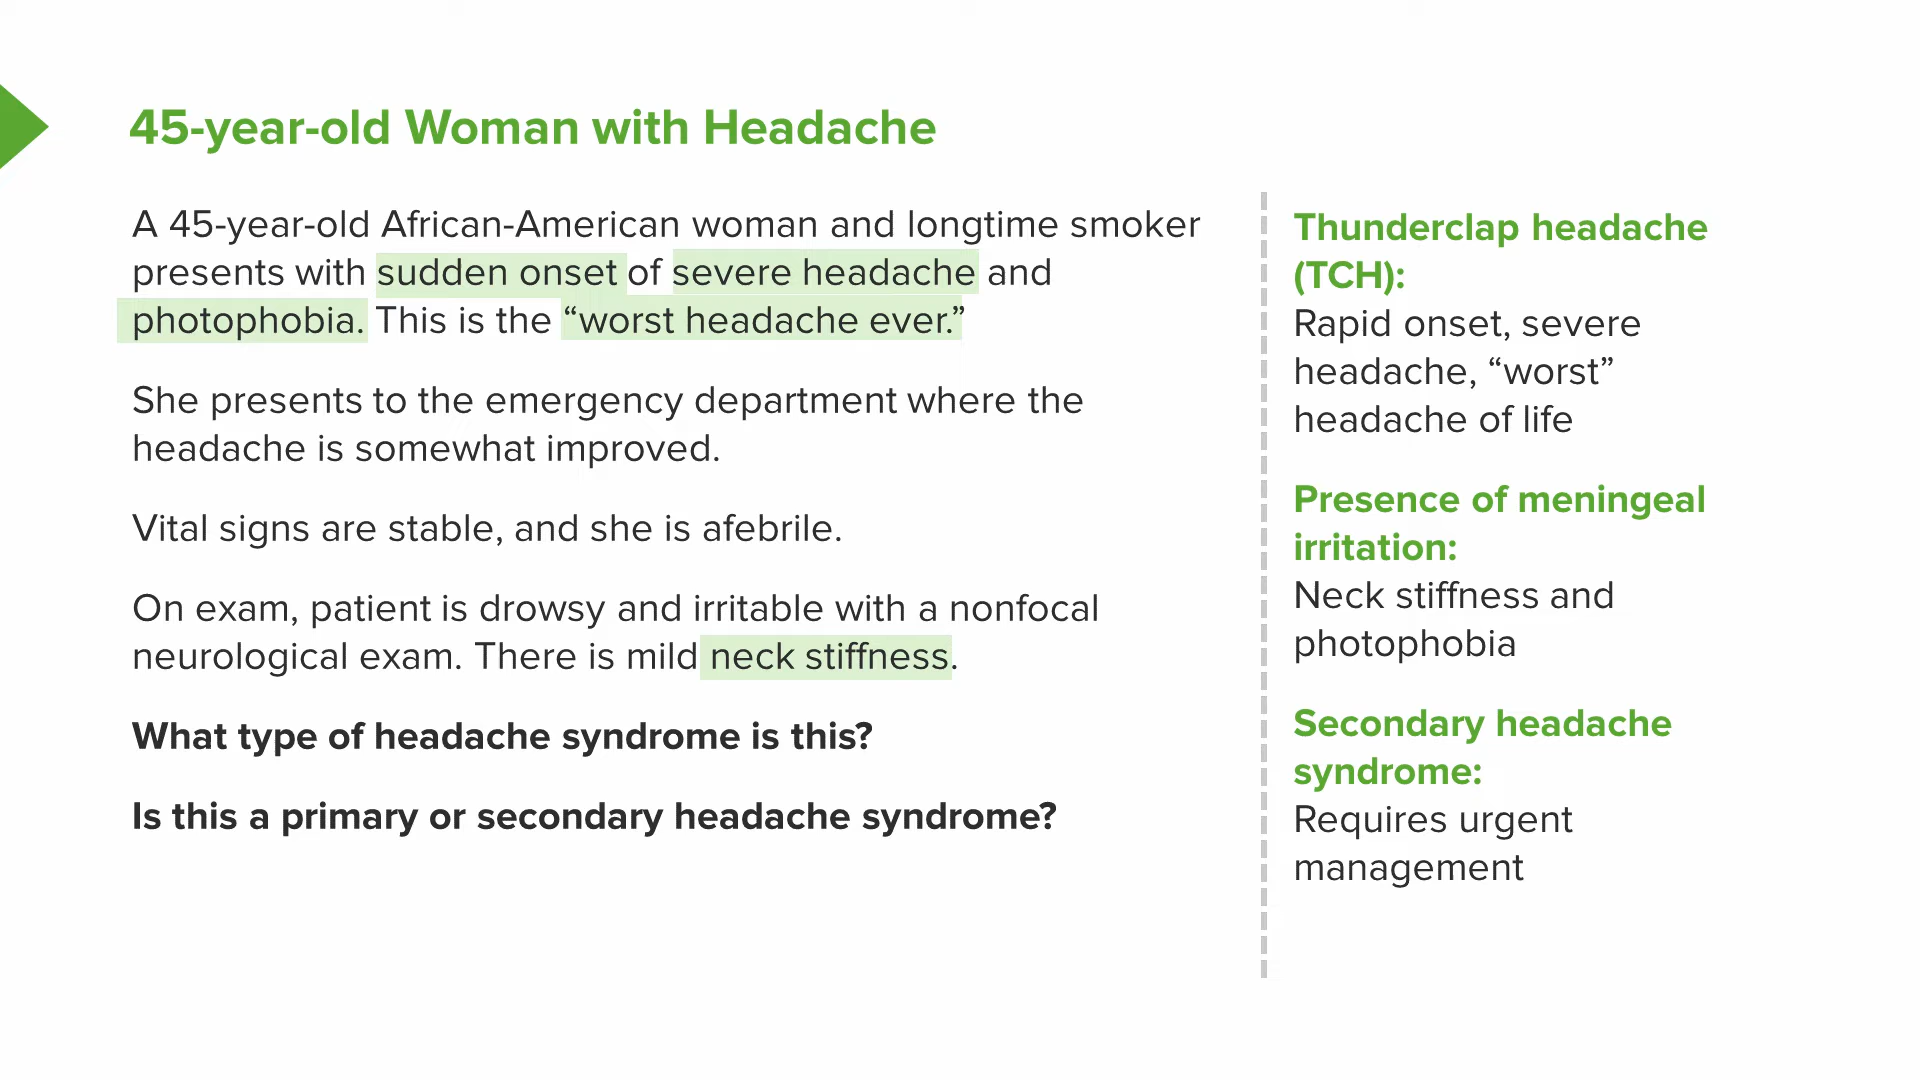 45-year-old Woman with Headache
A 45-year-old African-American woman and longtime smoker
presents with sudden onset of severe headache and
photophobia. This is the “worst headache ever.”
She presents to the emergency department where the
headache is somewhat improved.
Vital signs are stable, and she is afebrile.
On exam, patient is drowsy and irritable with a nonfocal
neurological exam. There is mild neck stiffness.
What type of headache syndrome is this?
Is this a primary or secondary headache syndrome?
Thunderclap headache
(TCH):
Rapid onset, severe
headache, “worst”
headache of life
Presence of meningeal
irritation:
Neck stiffness and
photophobia
Secondary headache
syndrome:
Requires urgent
management